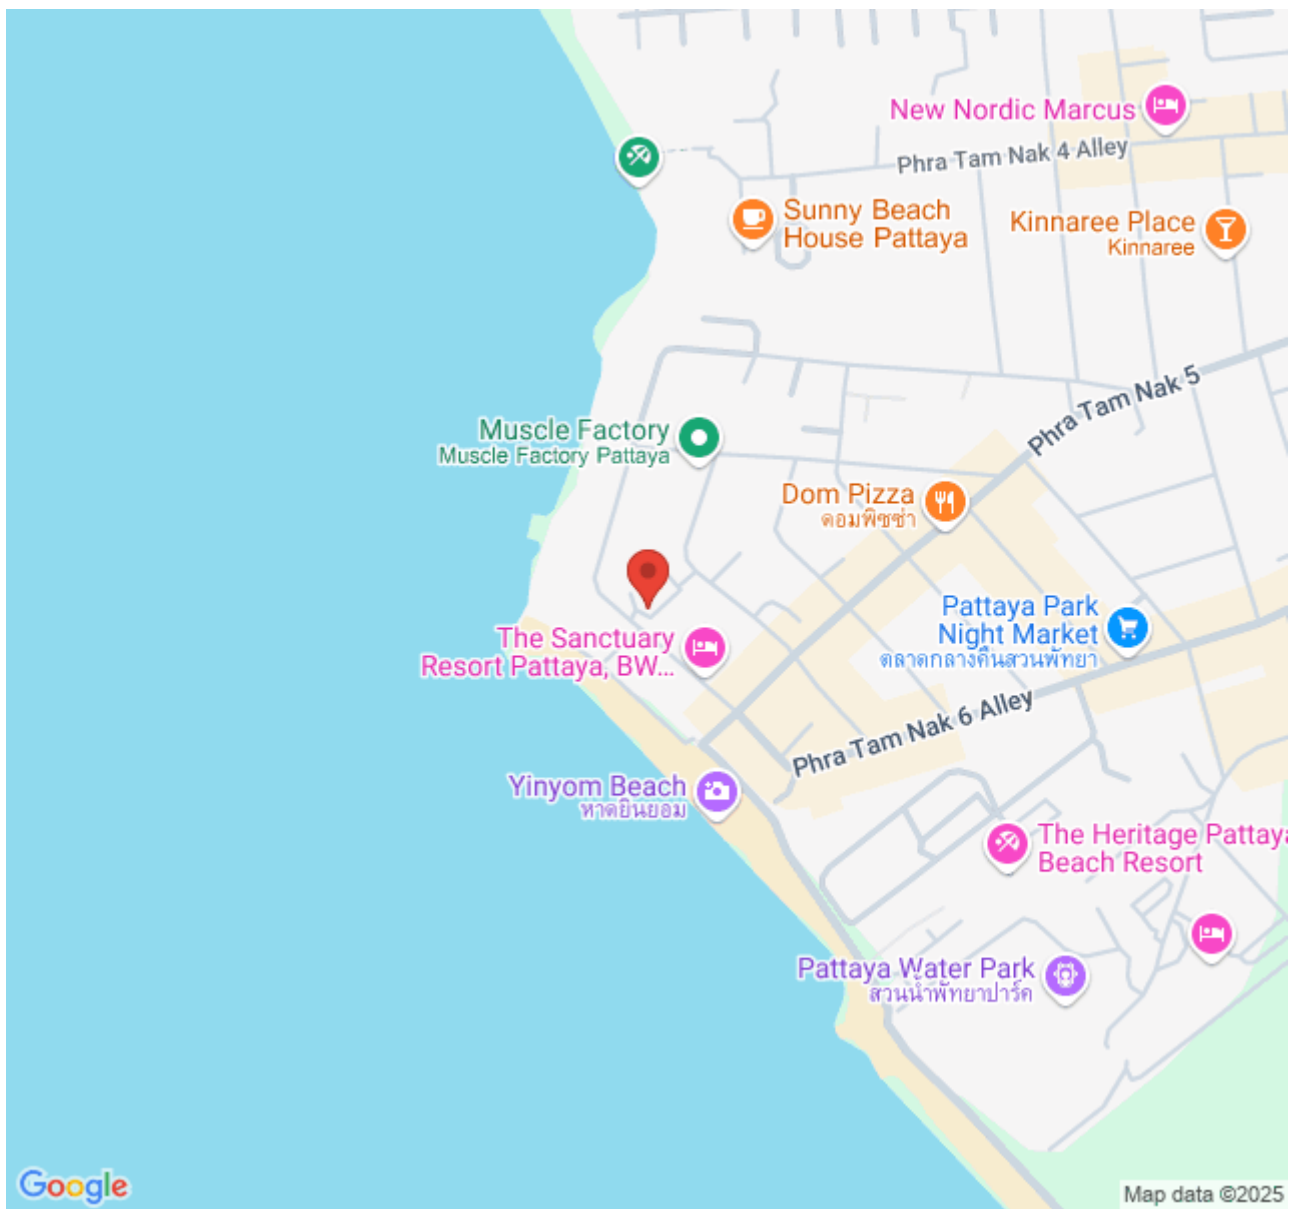 New Nordic Marcus
Phra Tam Nak 4 Alley
Sunny Beach
House Pattaya
Kinnaree Place
Kinnaree
Phra Tam Nak 5
Muscle Factory
Muscle Factory Pattaya
Dom Pizza
ดอมพิซซ่า
Pattaya Park
Night Market
ตลาดกลางคืนสวนพัทยา
The Sanctuary
Resort Pattaya, BW...
Phra Tam Nak 6 Alley
Yinyom Beach
หาดยินยอม
The Heritage Pattaya
Beach Resort
Pattaya Water Park
สวนน้ำพัทยาปาร์ค
Google
Map data ©2025